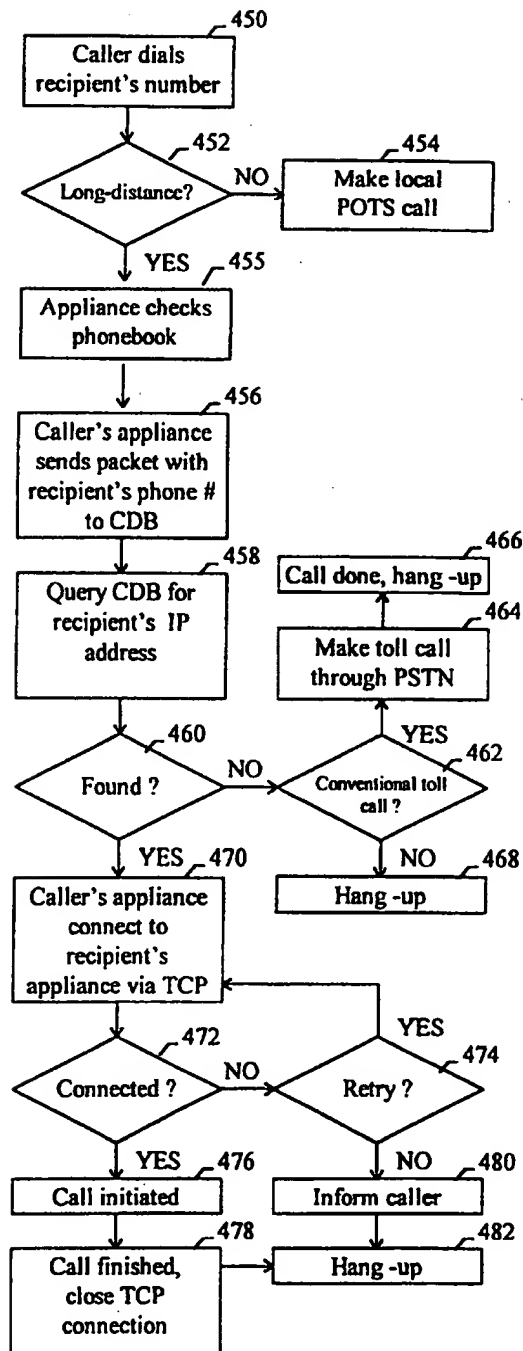 450
Caller dials
recipient's number
452
454
Long-distance?
NO
Make local
POTS call
YES
455
Appliance checks
phonebook
456
Caller's appliance
sends packet with
recipient's phone #
to CDB
458
466
Query CDB for
recipient's IP
address
Call done, hang -up
464
Make toll call
through PSTN
460
YES
462
Found ?
NO
Conventional toll
call ?
YES
470
NO
468
Caller's appliance
connect to
recipient's
appliance via TCP
Hang -up
472
YES
474
Connected ?
NO
Retry ?
YES
476
NO
480
Call initiated
Inform caller
478
482
Call finished,
close TCP
connection
Hang -up